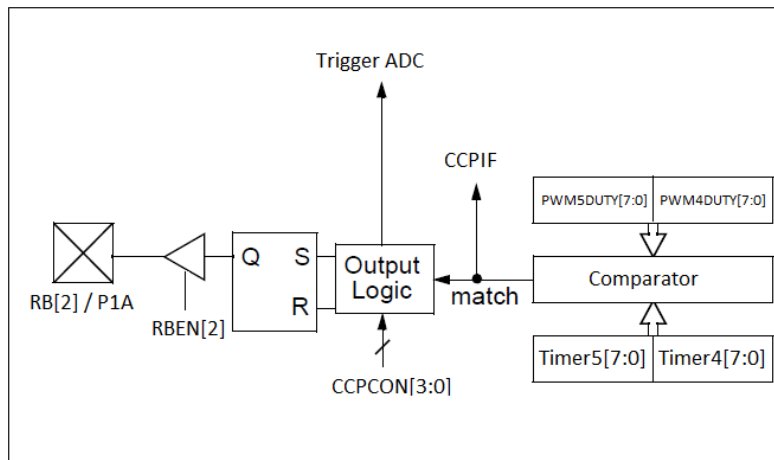 Trigger ADC
CCPIF
PWM5DUTY[7:0] PWM4DUTY[7:0]
Q S
R
Output
Logic
match
Comparator
RB[2] / P1A
RBEN[2]
CCPCON[3:0]
Timer5[7:0] Timer4[7:0]